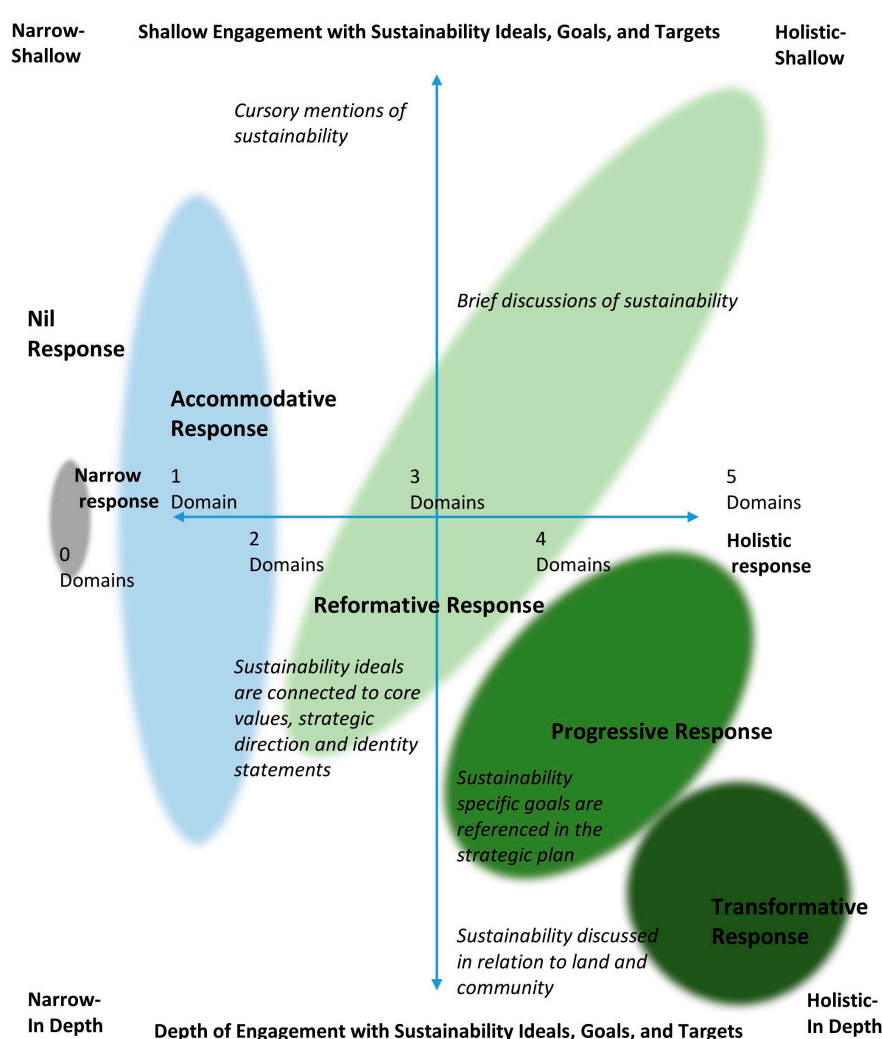 Narrow-
Shallow
Shallow Engagement with Sustainability Ideals, Goals, and Targets
Holistic-
Shallow
Cursory mentions of
sustainability
Brief discussions of sustainability
Nil
Response
Accommodative
Response
Narrow
response
1
Domain
3
Domains
5
Domains
0
Domains
2
Domains
4
Domains
Holistic
response
Reformative Response
Sustainability ideals
are connected to core
values, strategic
direction and identity
statements
Progressive Response
Sustainability
specific goals are
referenced in the
strategic plan
Transformative
Response
Sustainability discussed
in relation to land and
community
Narrow-
In Depth
Depth of Engagement with Sustainability Ideals, Goals, and Targets
Holistic-
In Depth